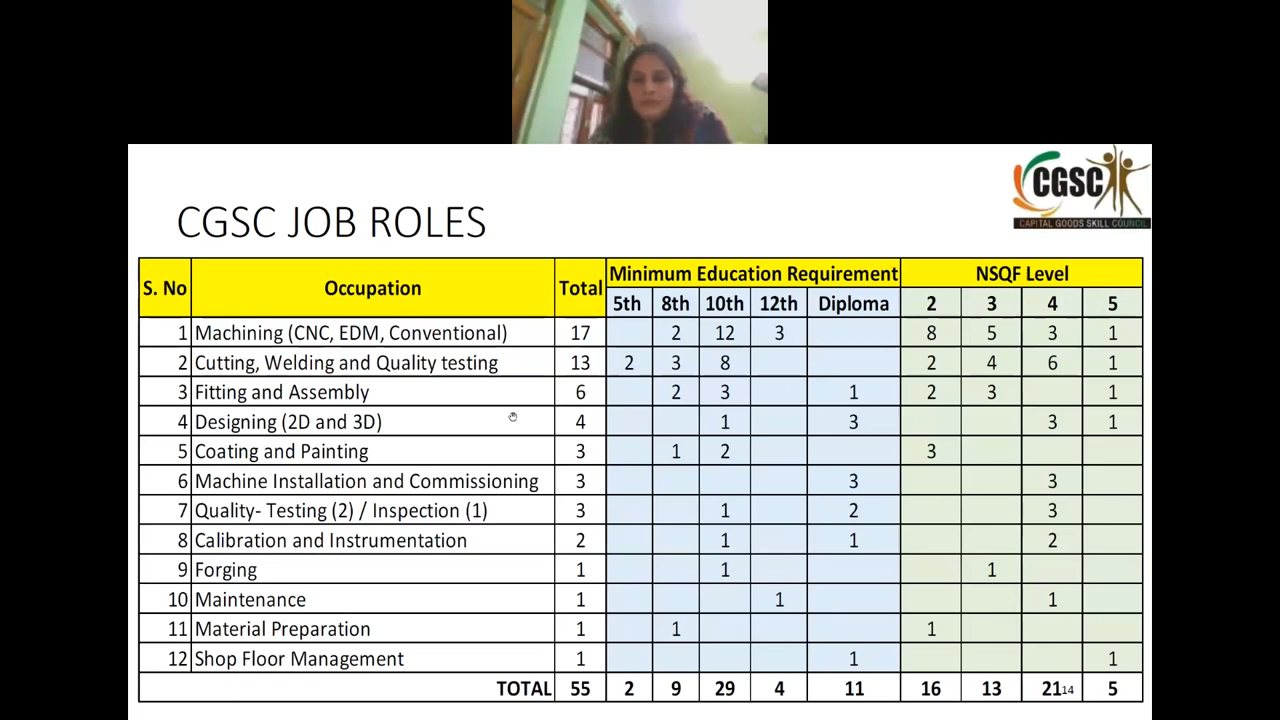 CGSC
CAPITAL GOODS SKILL COUNCIL
CGSC JOB ROLES
S. No Occupation Total Minimum Education Requirement NSQF Level
5th 8th 10th 12th Diploma 2 3 4 5
1 Machining (CNC, EDM, Conventional) 17 2 12 3 8 5 3 1
2 Cutting, Welding and Quality testing 13 2 3 8 2 4 6 1
3 Fitting and Assembly 6 2 3 1 2 3 1
4 Designing (2D and 3D) 4 1 3 3 1
5 Coating and Painting 3 1 2 3
6 Machine Installation and Commissioning 3 3 3
7 Quality- Testing (2) / Inspection (1) 3 1 2 3
8 Calibration and Instrumentation 2 1 1 2
9 Forging 1 1 1
10 Maintenance 1 1 1
11 Material Preparation 1 1 1
12 Shop Floor Management 1 1 1
TOTAL 55 2 9 29 4 11 16 13 21 14 5